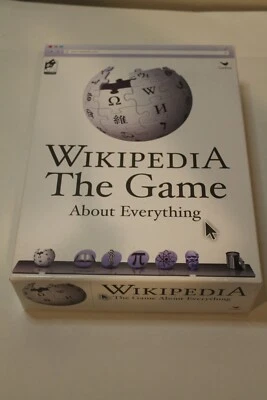 Ω
W
WIKIPEDIA
The Game
About Everything
π
WIKIPEDIA
The Game About Everything